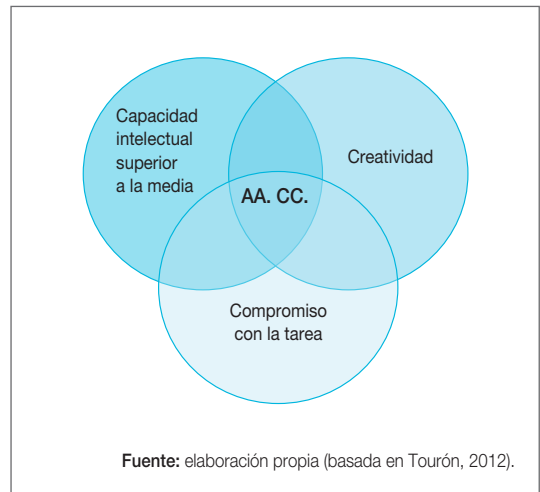 Capacidad
intelectual
superior
a la media
Creatividad
AA. CC.
Compromiso
con la tarea
Fuente: elaboración propia (basada en Tourón, 2012).